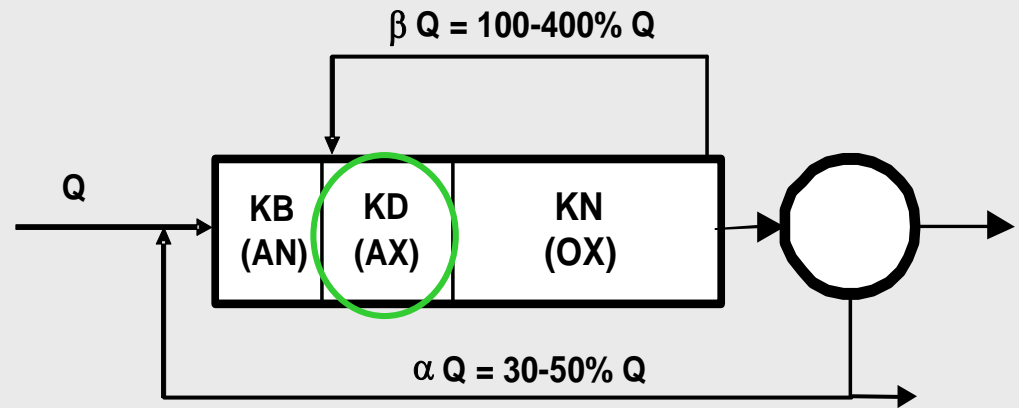 β Q = 100-400% Q
Q
KB
(AN)
KD
(AX)
KN
(OX)
α Q = 30-50% Q